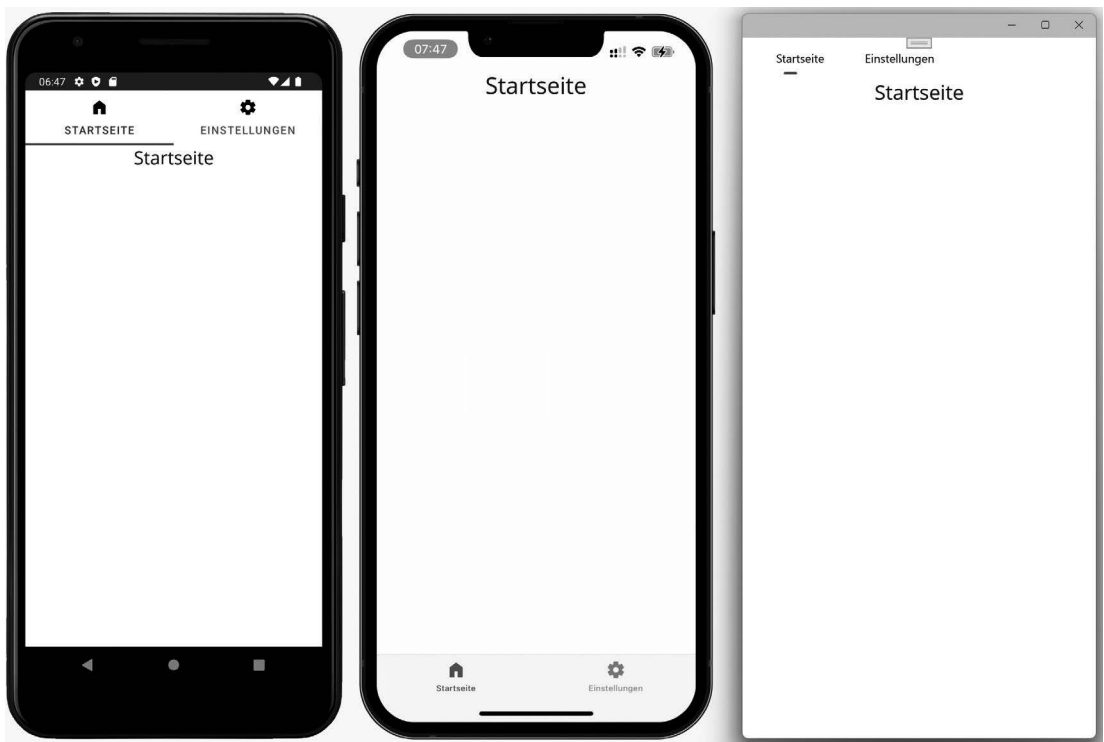 06:47
STARTSEITE
EINSTELLUNGEN
Startseite
07:47
Startseite
Startseite
Einstellungen
Startseite
Einstellungen
Startseite